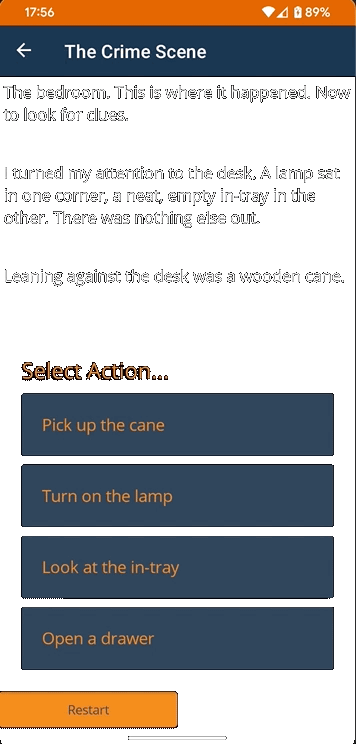 17:56
89%
The Crime Scene
The bedroom. This is where it happened. Now
to look for clues.
I turned my attention to the desk, A lamp sat
in one corner, a neat, empty in-tray in the
other. There was nothing else out.
Leaning against the desk was a wooden cane.
Select Action...
Pick up the cane
Turn on the lamp
Look at the in-tray
Open a drawer
Restart